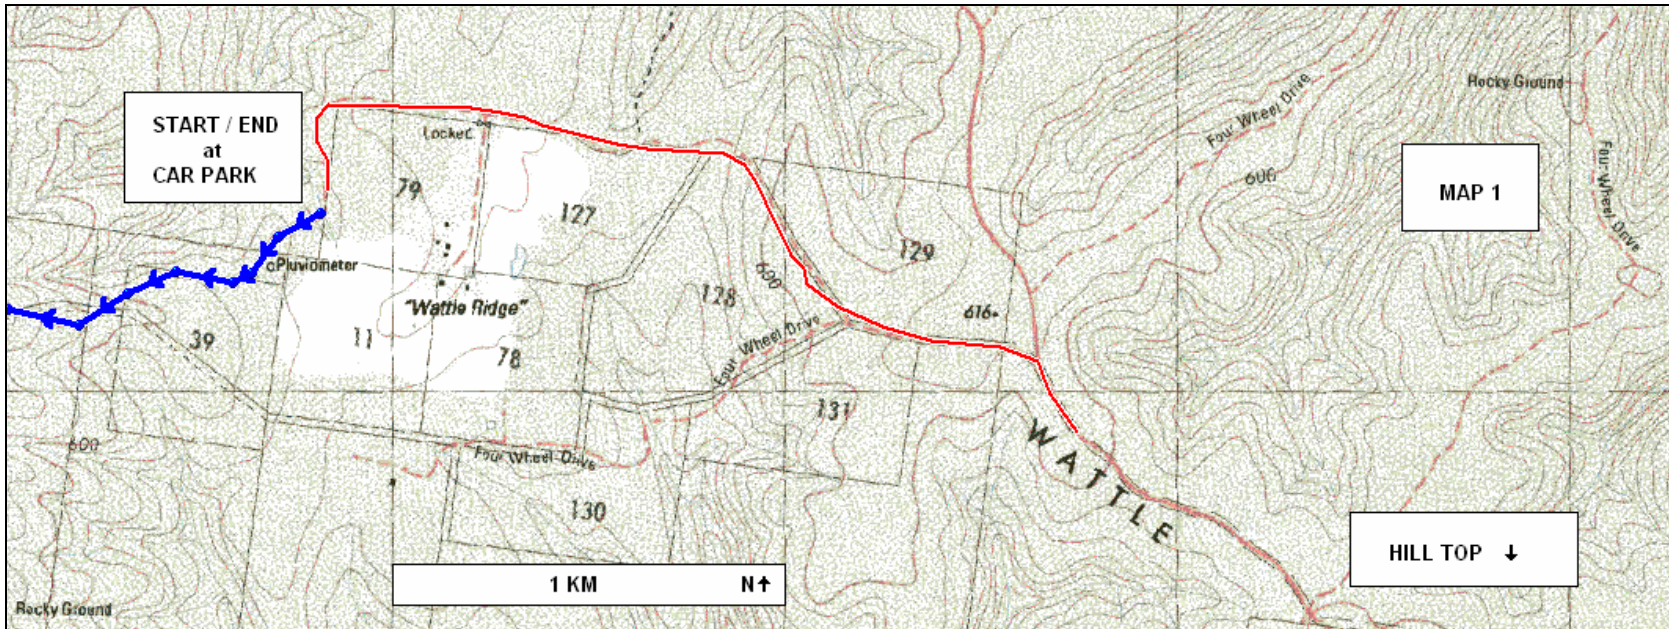 START / END
at
CAR PARK
Locked
79
127
Pluviometer
"Wattle Ridge"
39
11
78
128
600
129
616
Four Wheel Drive
131
600
Four Wheel Drive
130
Rocky Ground
1 KM N↑
WATTLE
Four Wheel Drive
600
Rocky Ground
Four Wheel Drive
MAP 1
HILL TOP ↓